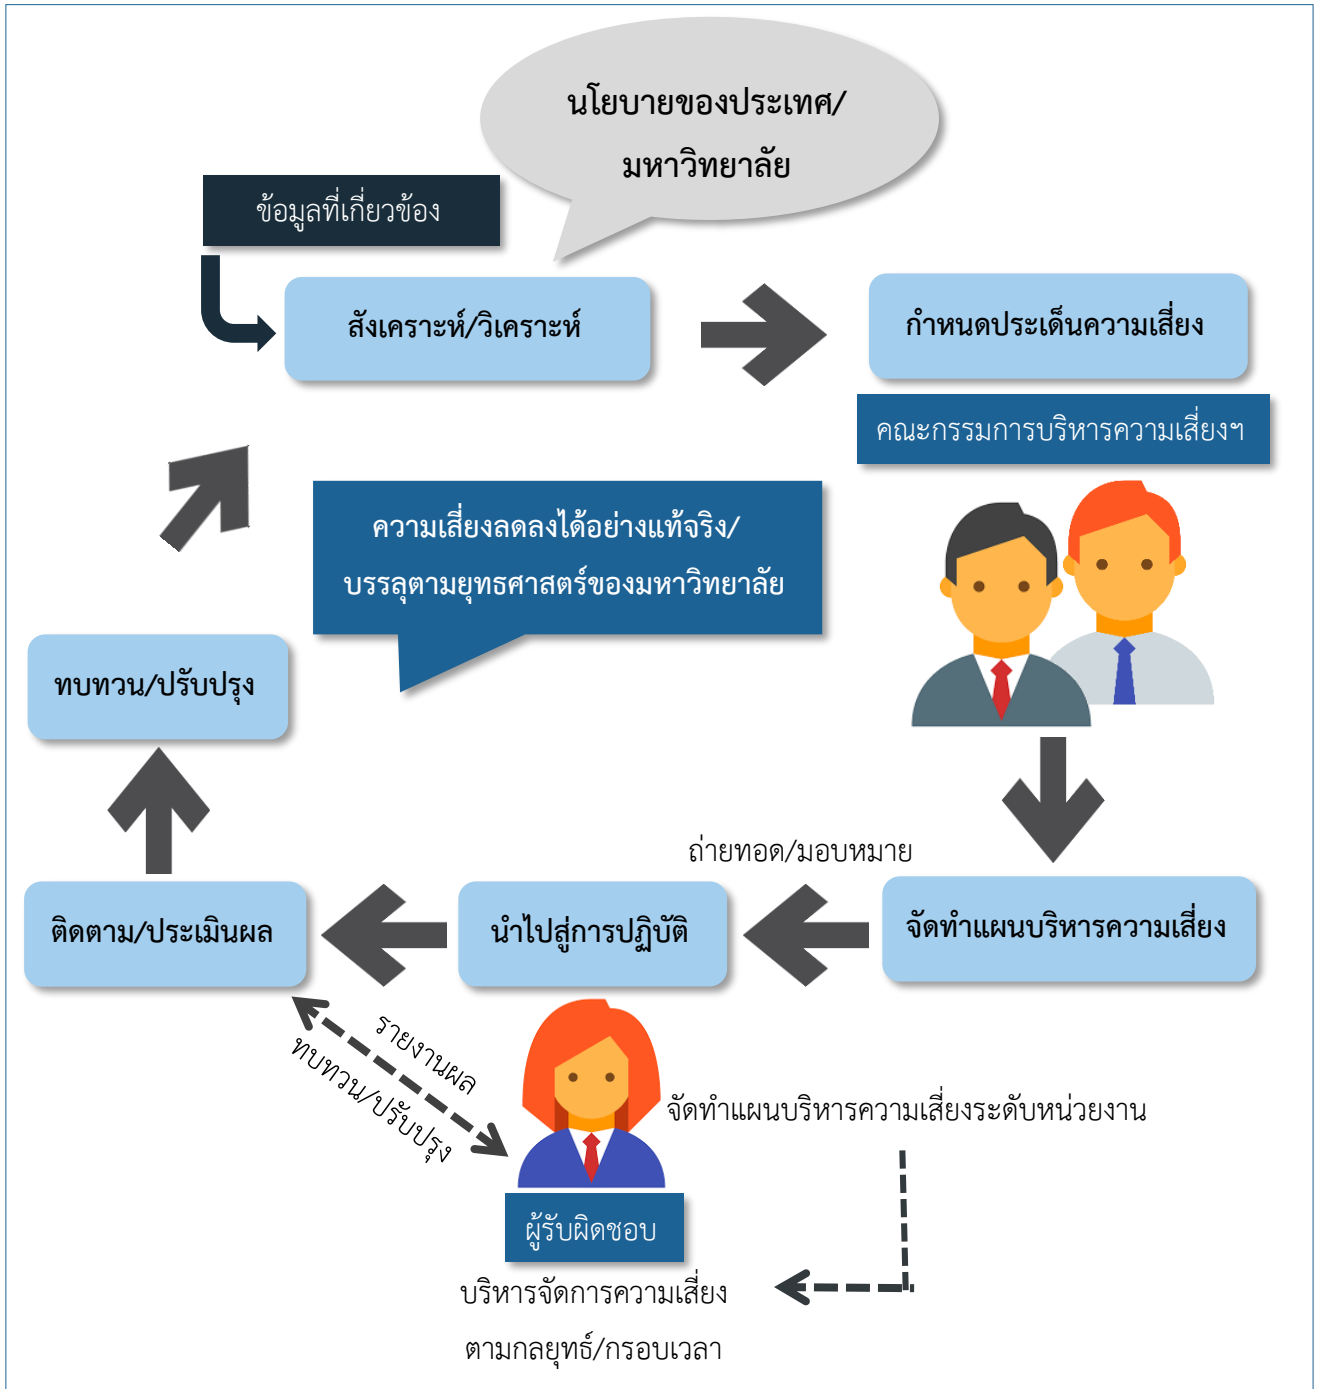 นโยบายของประเทศ/
มหาวิทยาลัย
ข้อมูลที่เกี่ยวข้อง
สังเคราะห์/วิเคราะห์
กำหนดประเด็นความเสี่ยง
คณะกรรมการบริหารความเสี่ยงฯ
ความเสี่ยงลดลงได้อย่างแท้จริง/
บรรลุตามยุทธศาสตร์ของมหาวิทยาลัย
ทบทวน/ปรับปรุง
ถ่ายทอด/มอบหมาย
ติดตาม/ประเมินผล
นำไปสู่การปฏิบัติ
จัดทำแผนบริหารความเสี่ยง
รายงานผล
ทบทวน/ปรับปรุง
จัดทำแผนบริหารความเสี่ยงระดับหน่วยงาน
ผู้รับผิดชอบ
บริหารจัดการความเสี่ยง
ตามกลยุทธ์/กรอบเวลา